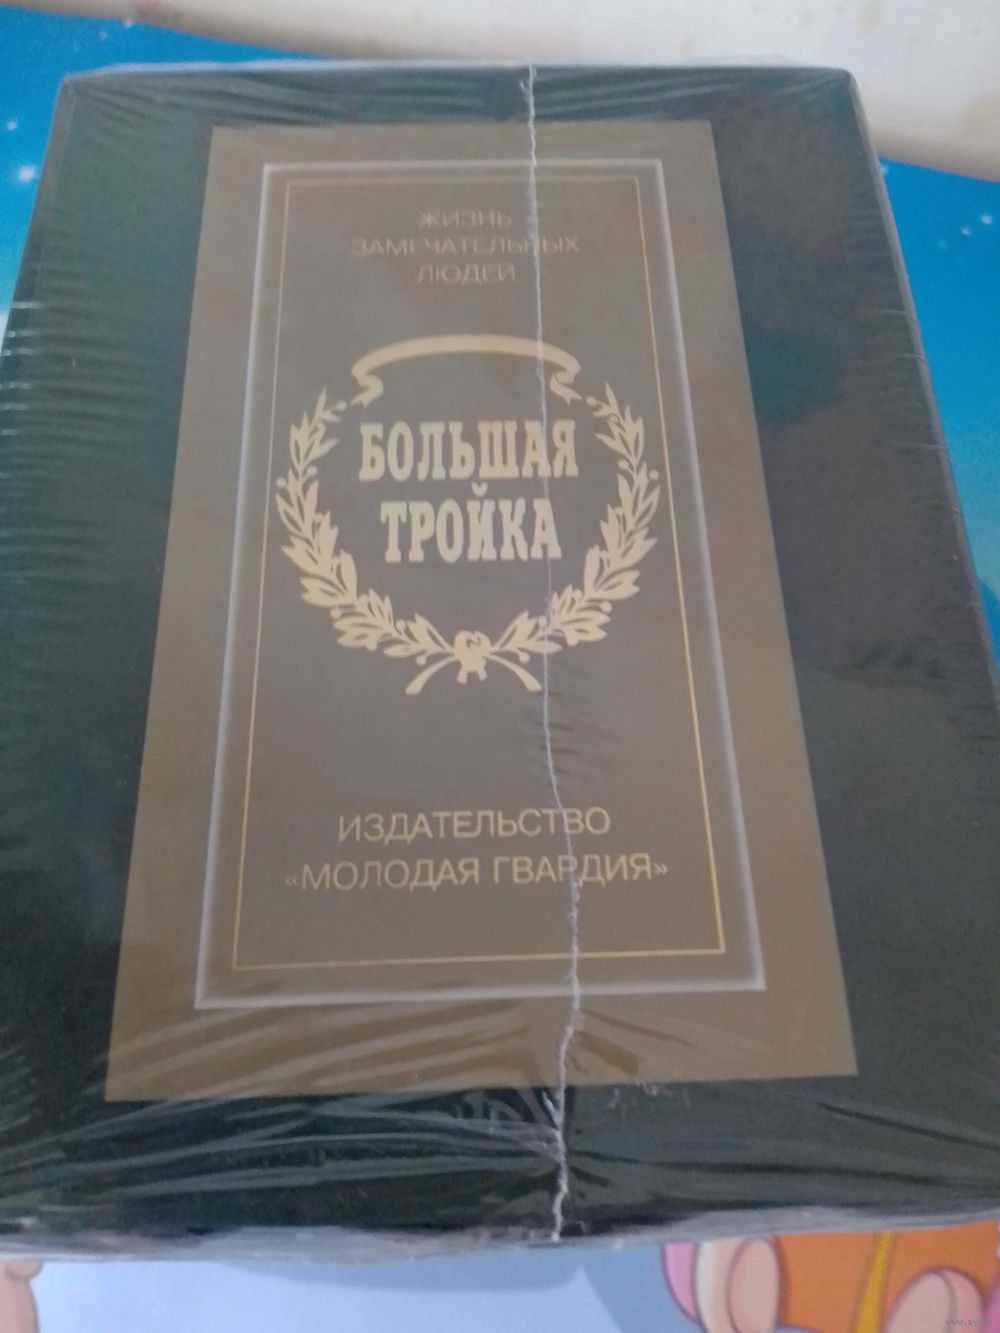 ЖИЗНЬ
ЗАМЕЧАТЕЛЬНЫХ
ЛЮДЕЙ
БОЛЬШАЯ
ТРОЙКА
ИЗДАТЕЛЬСТВО
«МОЛОДАЯ ГВАРДИЯ»